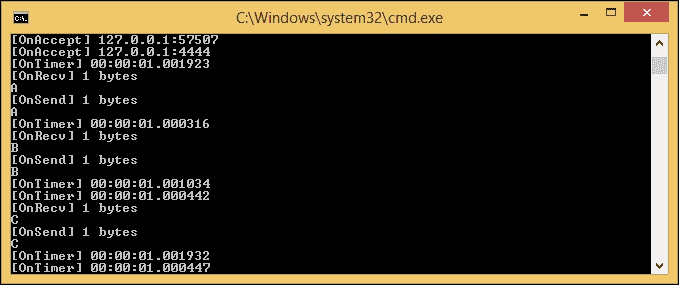 C:\Windows\system32\cmd.exe
[OnAccept] 127.0.0.1:57507
[OnAccept] 127.0.0.1:4444
[OnTimer] 00:00:01.001923
[OnRecv] 1 bytes
A
[OnSend] 1 bytes
A
[OnTimer] 00:00:01.000316
[OnRecv] 1 bytes
B
[OnSend] 1 bytes
B
[OnTimer] 00:00:01.001034
[OnTimer] 00:00:01.000442
[OnRecv] 1 bytes
C
[OnSend] 1 bytes
C
[OnTimer] 00:00:01.001932
[OnTimer] 00:00:01.000447